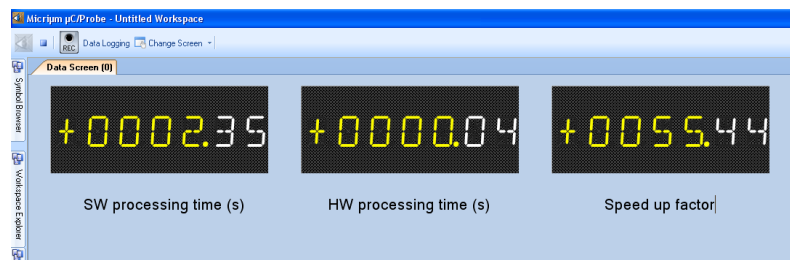 Micriµm µC/Probe - Untitled Workspace
REC Data Logging Change Screen
Data Screen [0]
Symbol Browser
Workspace Explorer
+0002.35 +0000.04 +0055.44
SW processing time (s) HW processing time (s) Speed up factor